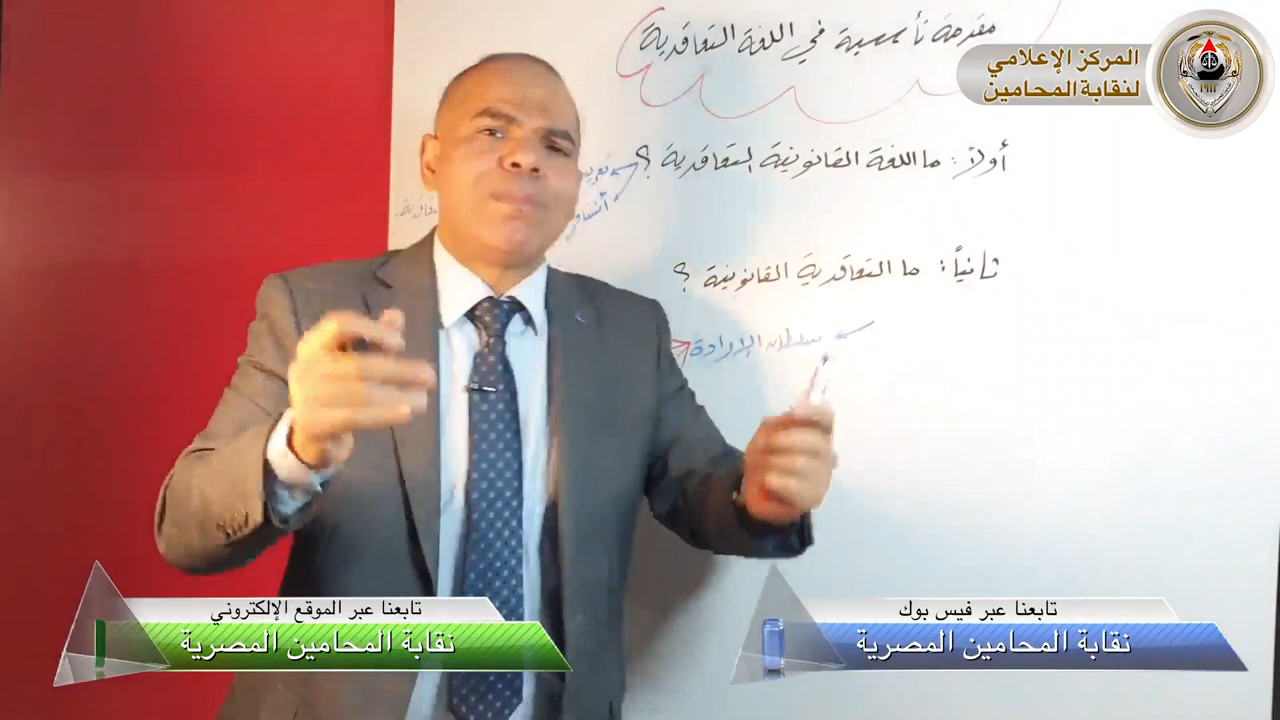 مقدمة تأسيسية في اللغة التعاقدية
المركز الإعلامي
لنقابة المحامين
١٩١٢
أولاً: ما اللغة القانونية التعاقدية ؟
ثانياً: ما التعاقدية القانونية ؟
سلطان الإرادة
تابعنا عبر الموقع الإلكتروني
نقابة المحامين المصرية
تابعنا عبر فيس بوك
نقابة المحامين المصرية